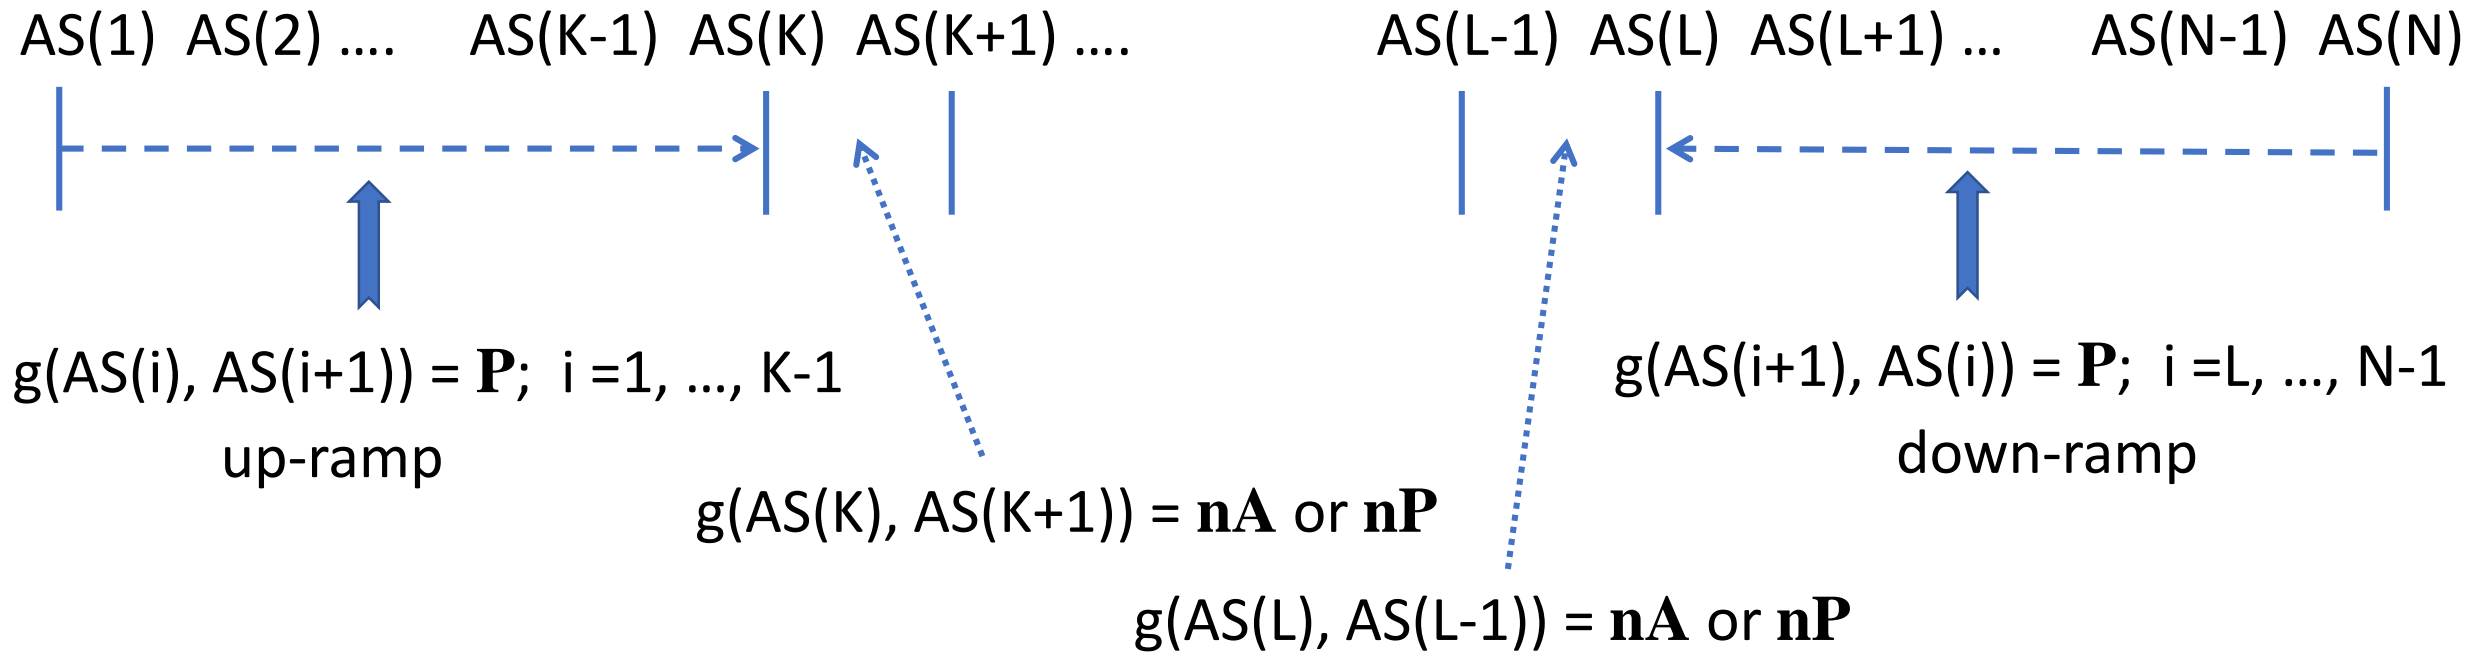 AS(1) AS(2) .... AS(K-1) AS(K) AS(K+1) .... AS(L-1) AS(L) AS(L+1) ... AS(N-1) AS(N)
g(AS(i), AS(i+1)) = P; i =1, ..., K-1
up-ramp
g(AS(i+1), AS(i)) = P; i =L, ..., N-1
down-ramp
g(AS(K), AS(K+1)) = nA or nP
g(AS(L), AS(L-1)) = nA or nP